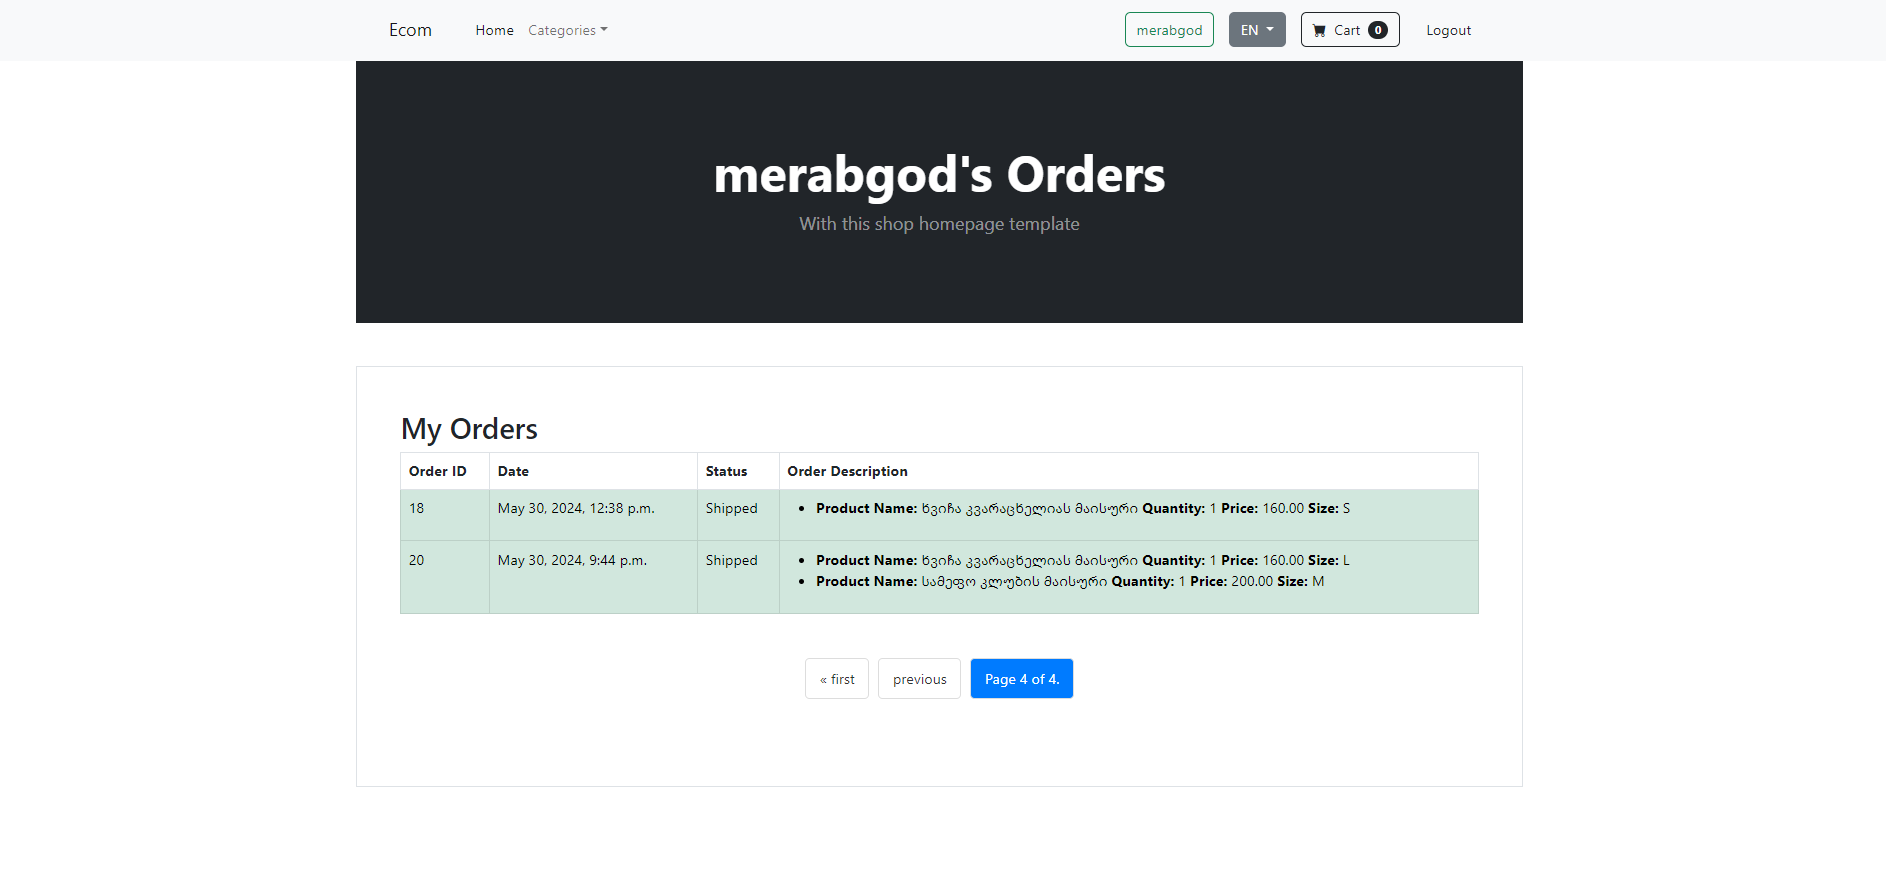 Ecom Home Categories merabgod EN Cart 0 Logout
merabgod's Orders
With this shop homepage template
My Orders
Order ID Date Status Order Description
18 May 30, 2024, 12:38 p.m. Shipped Product Name: ხვიჩა კვარაცხელიას მაისური Quantity: 1 Price: 160.00 Size: S
20 May 30, 2024, 9:44 p.m. Shipped Product Name: ხვიჩა კვარაცხელიას მაისური Quantity: 1 Price: 160.00 Size: L
Product Name: სამეფო კლუბის მაისური Quantity: 1 Price: 200.00 Size: M
« first previous Page 4 of 4.